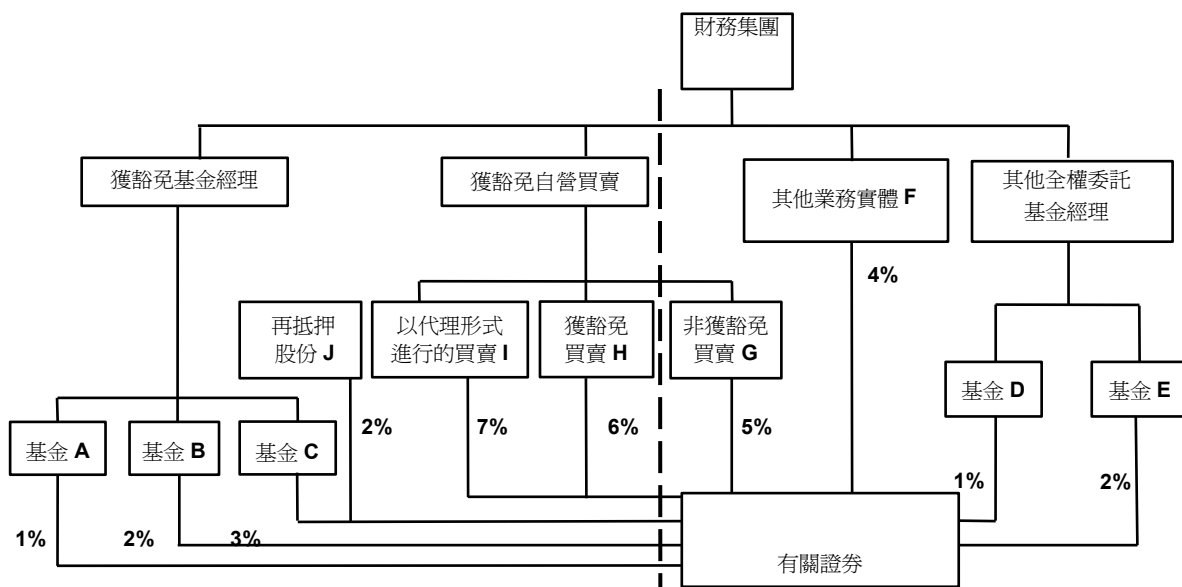 財務集團
獲豁免基金經理
獲豁免自營買賣
其他業務實體 F
其他全權委託
基金經理
4%
再抵押
股份 J
以代理形式
進行的買賣 I
獲豁免
買賣 H
非獲豁免
買賣 G
基金 D
基金 E
基金 A
基金 B
基金 C
2%
7%
6%
5%
1%
2%
1%
2%
3%
有關證券